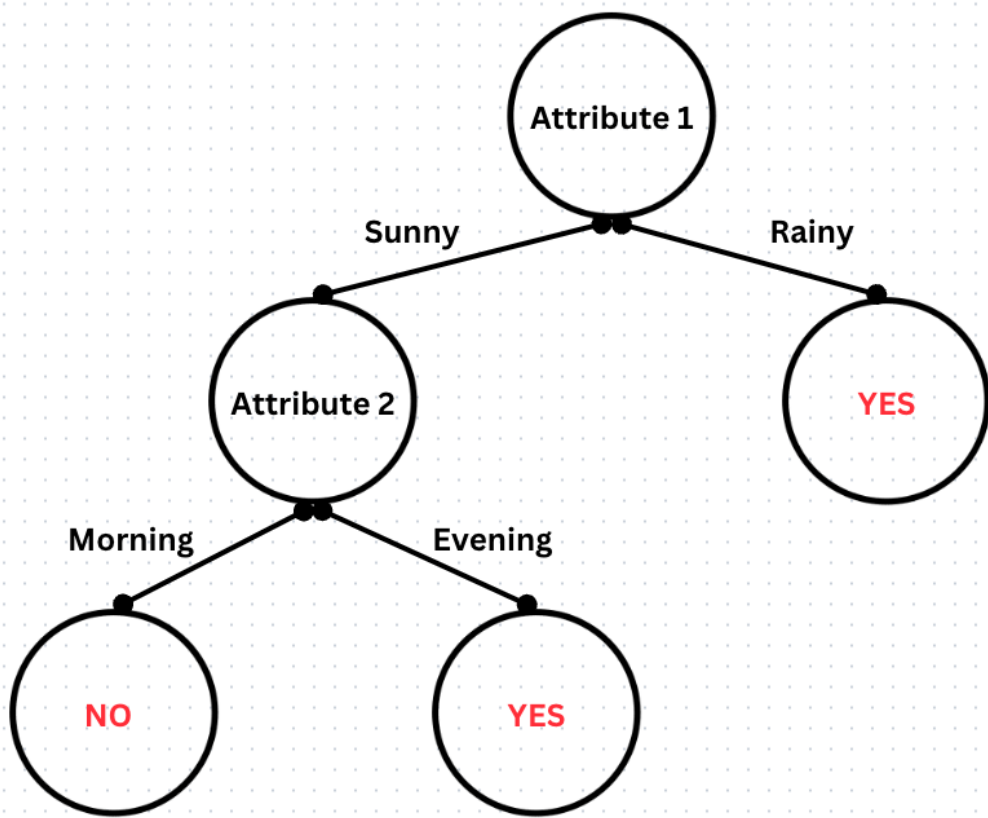 Attribute 1
Sunny
Rainy
Attribute 2
YES
Morning
Evening
NO
YES